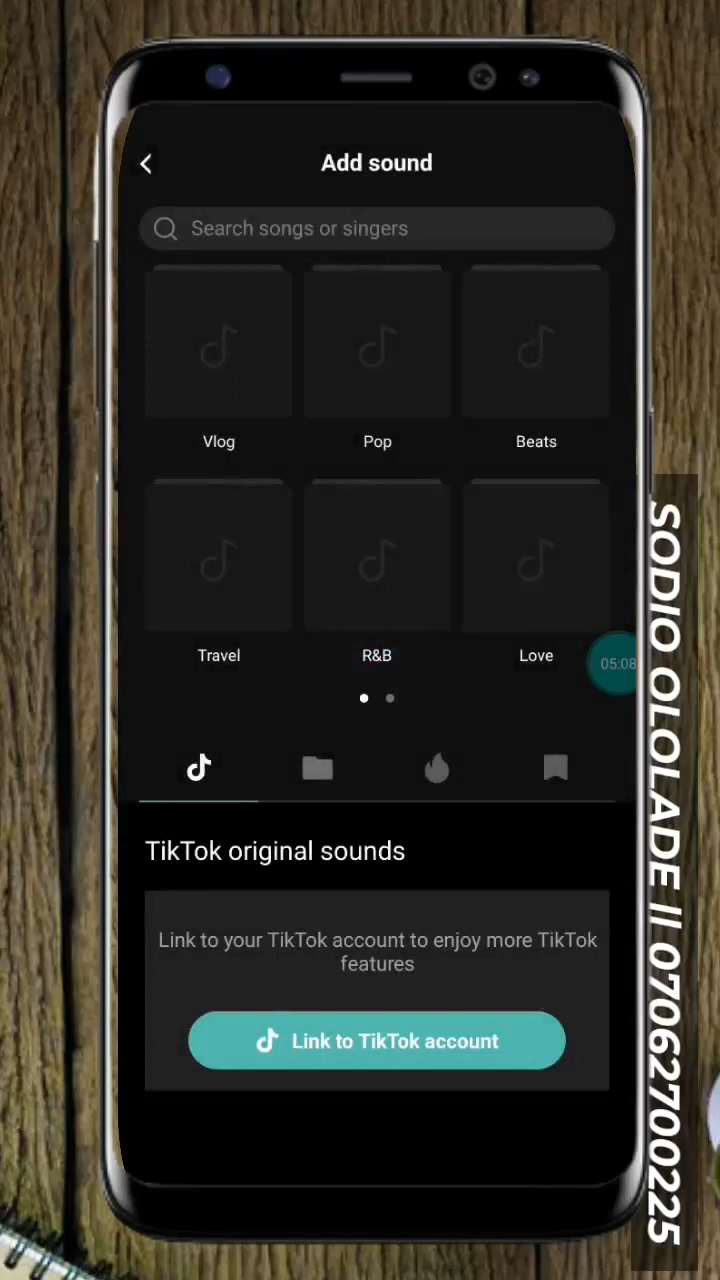 Add sound
Search songs or singers
Vlog
Pop
Beats
Travel
R&B
Love
05:08
TikTok original sounds
Link to your TikTok account to enjoy more TikTok
features
Link to TikTok account
SODIO OLOLADE || 07062700225